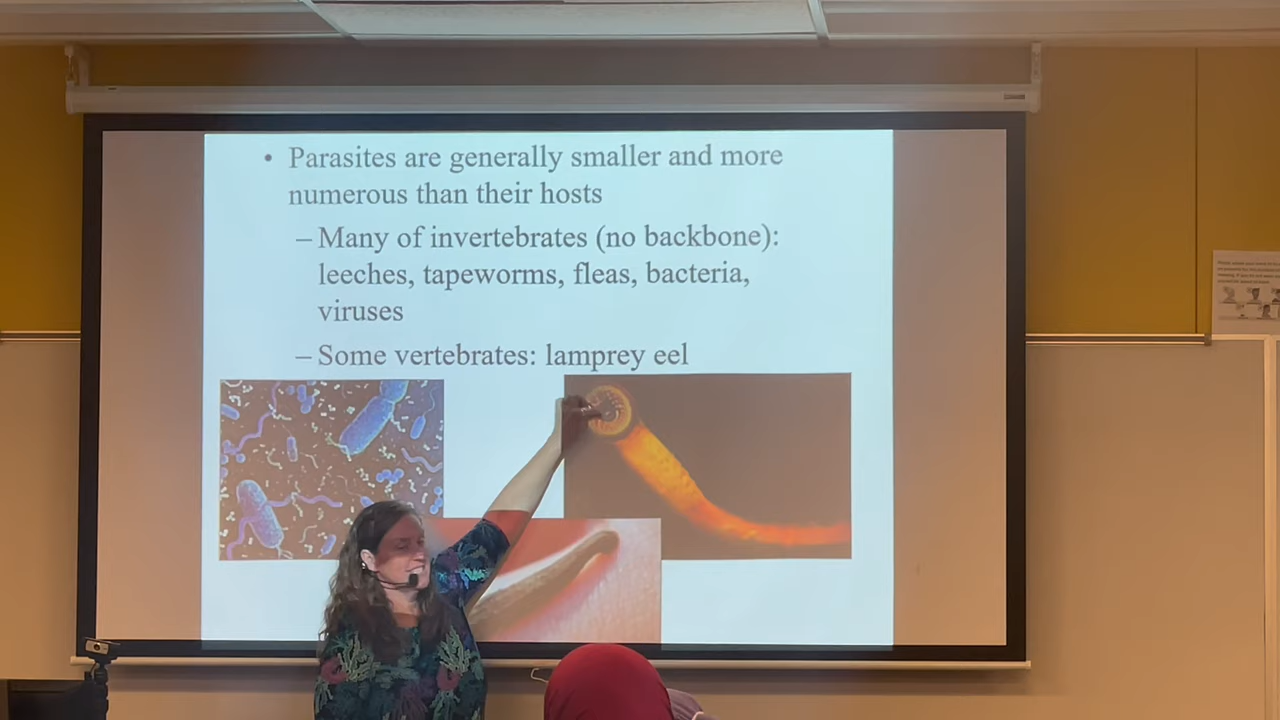 • Parasites are generally smaller and more
numerous than their hosts
– Many of invertebrates (no backbone):
leeches, tapeworms, fleas, bacteria,
viruses
– Some vertebrates: lamprey eel